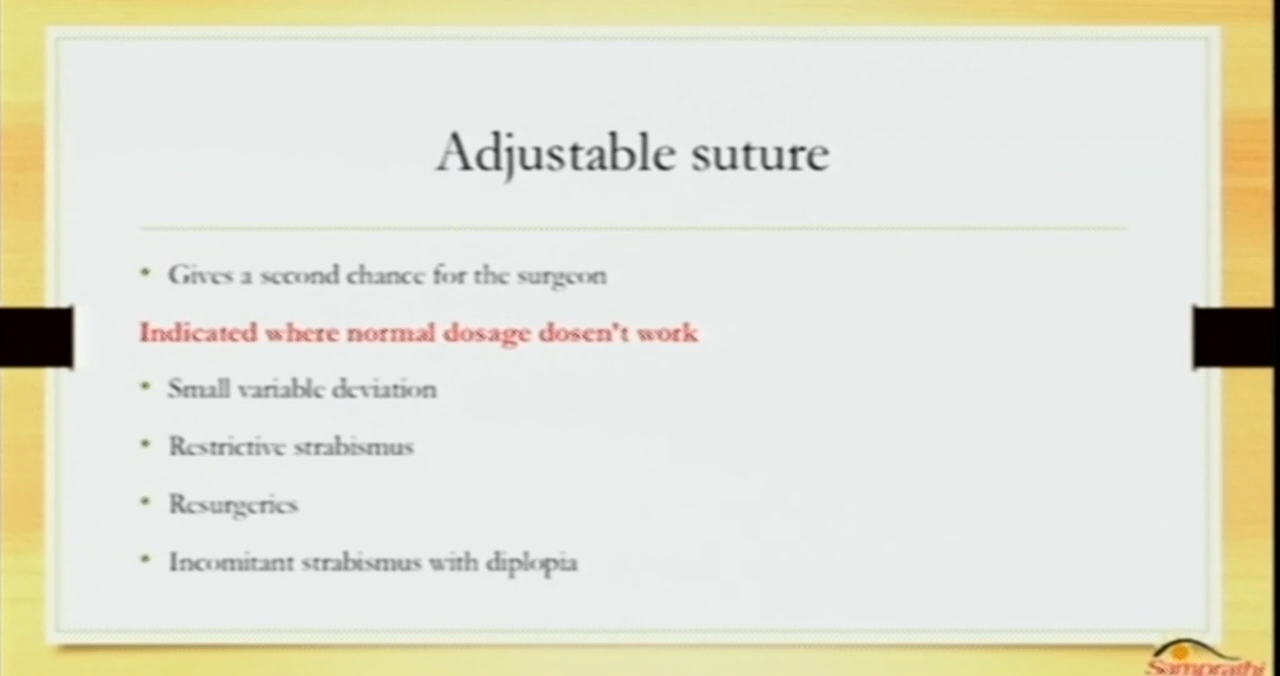 Adjustable suture
• Gives a second chance for the surgeon
Indicated where normal dosage dosen't work
• Small variable deviation
• Restrictive strabismus
• Resurgeries
• Incomitant strabismus with diplopia
Samprathi